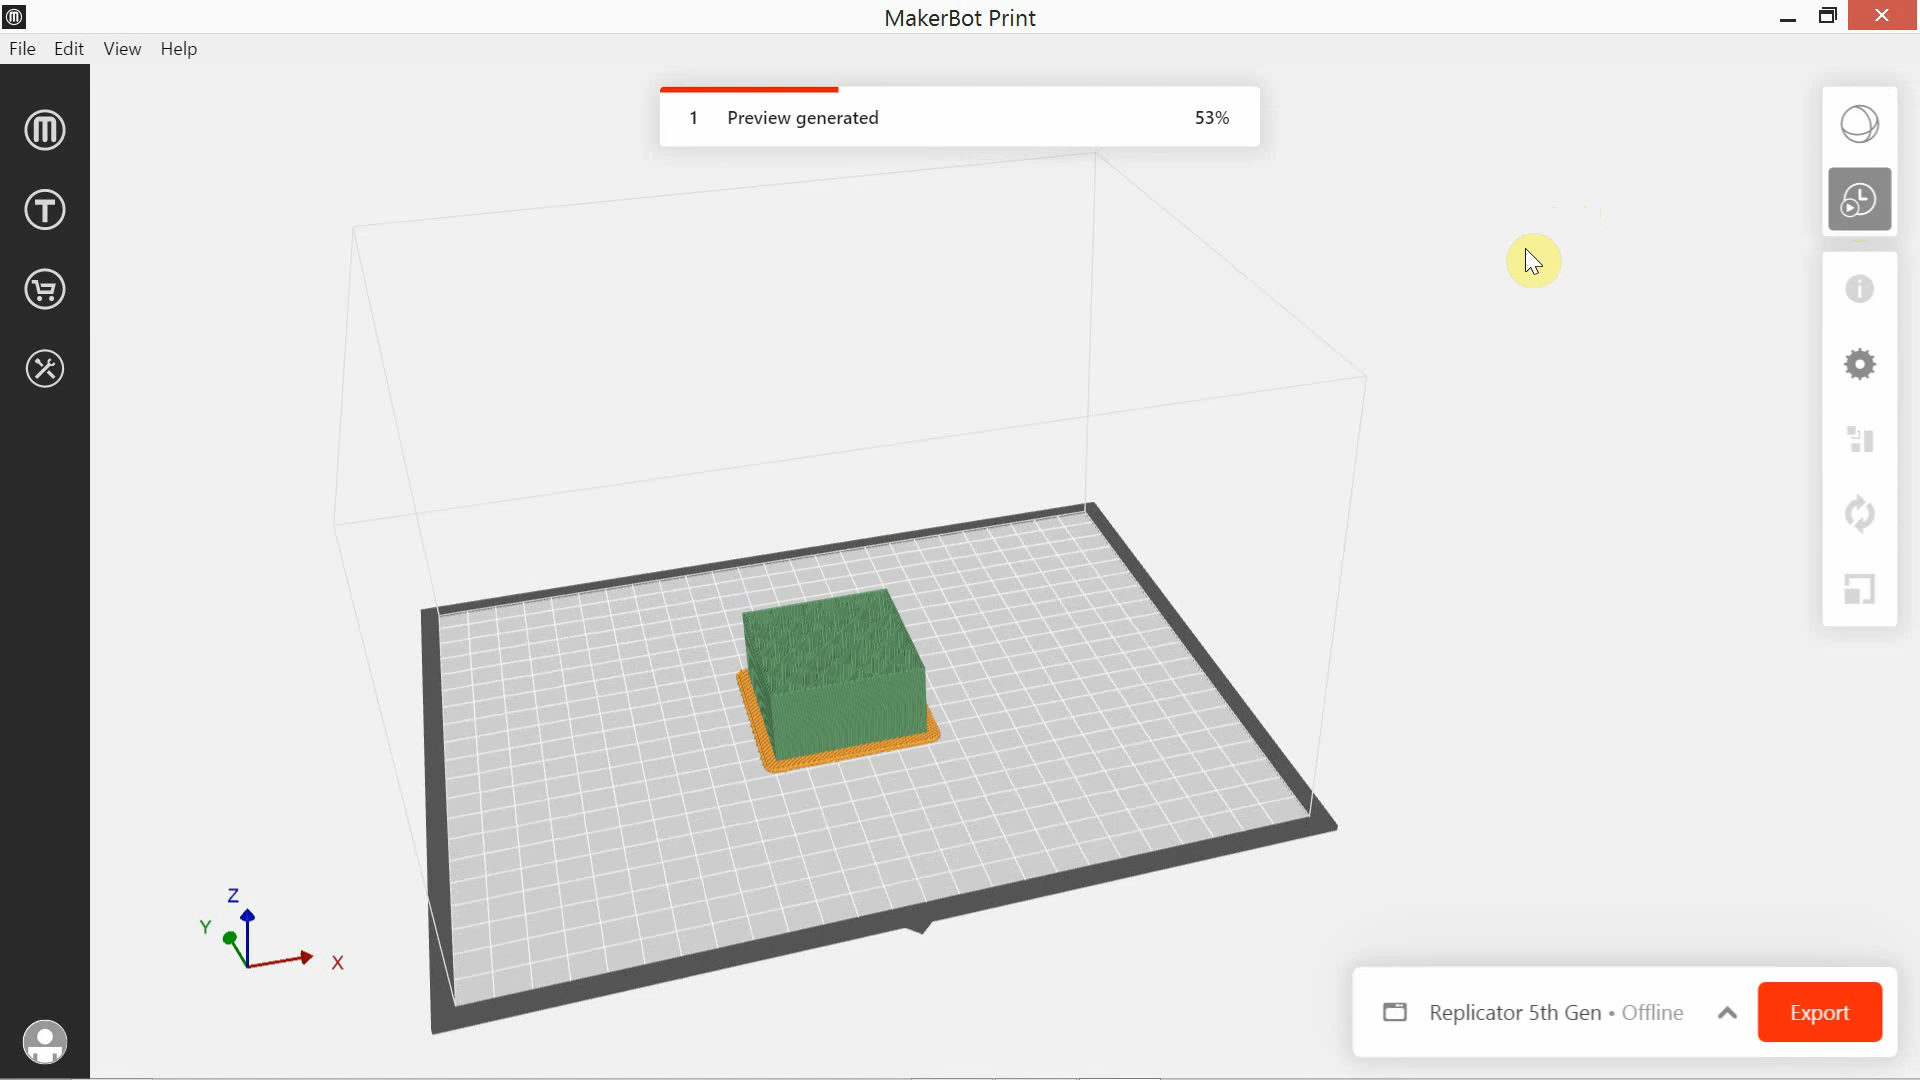 MakerBot Print
File Edit View Help
1 Preview generated 53%
T
Z
Y
X
Replicator 5th Gen • Offline
Export